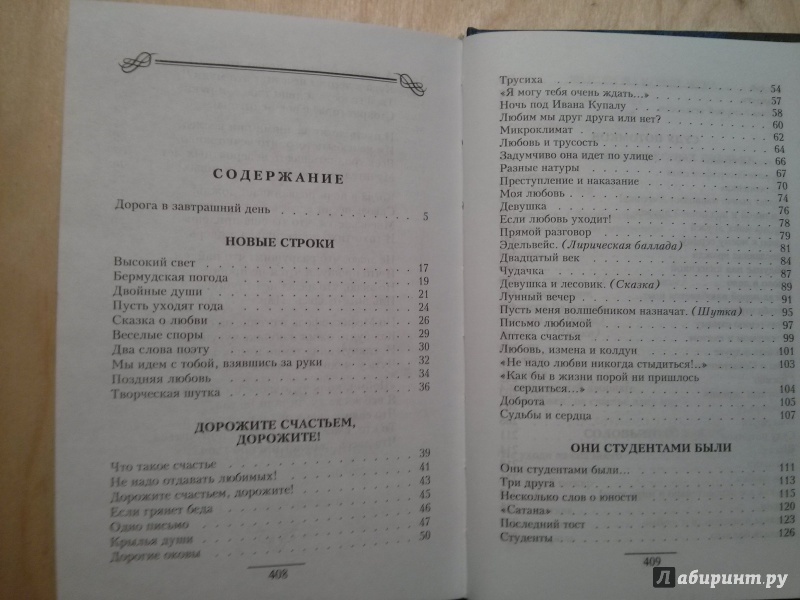 СОДЕРЖАНИЕ
Дорога в завтрашний день . . . 5
НОВЫЕ СТРОКИ
Высокий свет . . . 17
Бермудская погода . . . 19
Двойные души . . . 21
Пусть уходят года . . . 24
Сказка о любви . . . 26
Веселые споры . . . 29
Два слова поэту . . . 30
Мы идем с тобой, взявшись за руки . . . 32
Поздняя любовь . . . 34
Творческая шутка . . . 36
ДОРОЖИТЕ СЧАСТЬЕМ,
ДОРОЖИТЕ!
Что такое счастье . . . 39
Не надо отдавать любимых! . . . 41
Дорожите счастьем, дорожите! . . . 43
Если грянет беда . . . 45
Одно письмо . . . 46
Крылья души . . . 47
Дорогие оковы . . . 50
408
Трусиха . . . 54
«Я могу тебя очень ждать...» . . . 57
Ночь под Ивана Купалу . . . 58
Любим мы друг друга или нет? . . . 60
Микроклимат . . . 62
Любовь и трусость . . . 64
Задумчиво она идет по улице . . . 66
Разные натуры . . . 67
Преступление и наказание . . . 70
Моя любовь . . . 74
Девушка . . . 76
Если любовь уходит! . . . 78
Прямой разговор . . . 79
Эдельвейс. (Лирическая баллада) . . . 81
Двадцатый век . . . 84
Чудачка . . . 87
Девушка и лесовик. (Сказка) . . . 89
Лунный вечер . . . 91
Пусть меня волшебником назначат. (Шутка) . . . 95
Письмо любимой . . . 97
Аптека счастья . . . 99
Любовь, измена и колдун . . . 101
«Не надо любви никогда стыдиться!..» . . . 103
«Как бы в жизни порой ни пришлось
сердиться...» . . . 104
Доброта . . . 105
Судьбы и сердца . . . 107
ОНИ СТУДЕНТАМИ БЫЛИ
Они студентами были... . . . 111
Три друга . . . 113
Несколько слов о юности . . . 115
«Сатана» . . . 120
Последний тост . . . 123
Студенты . . . 126
409
Лабиринт.ру